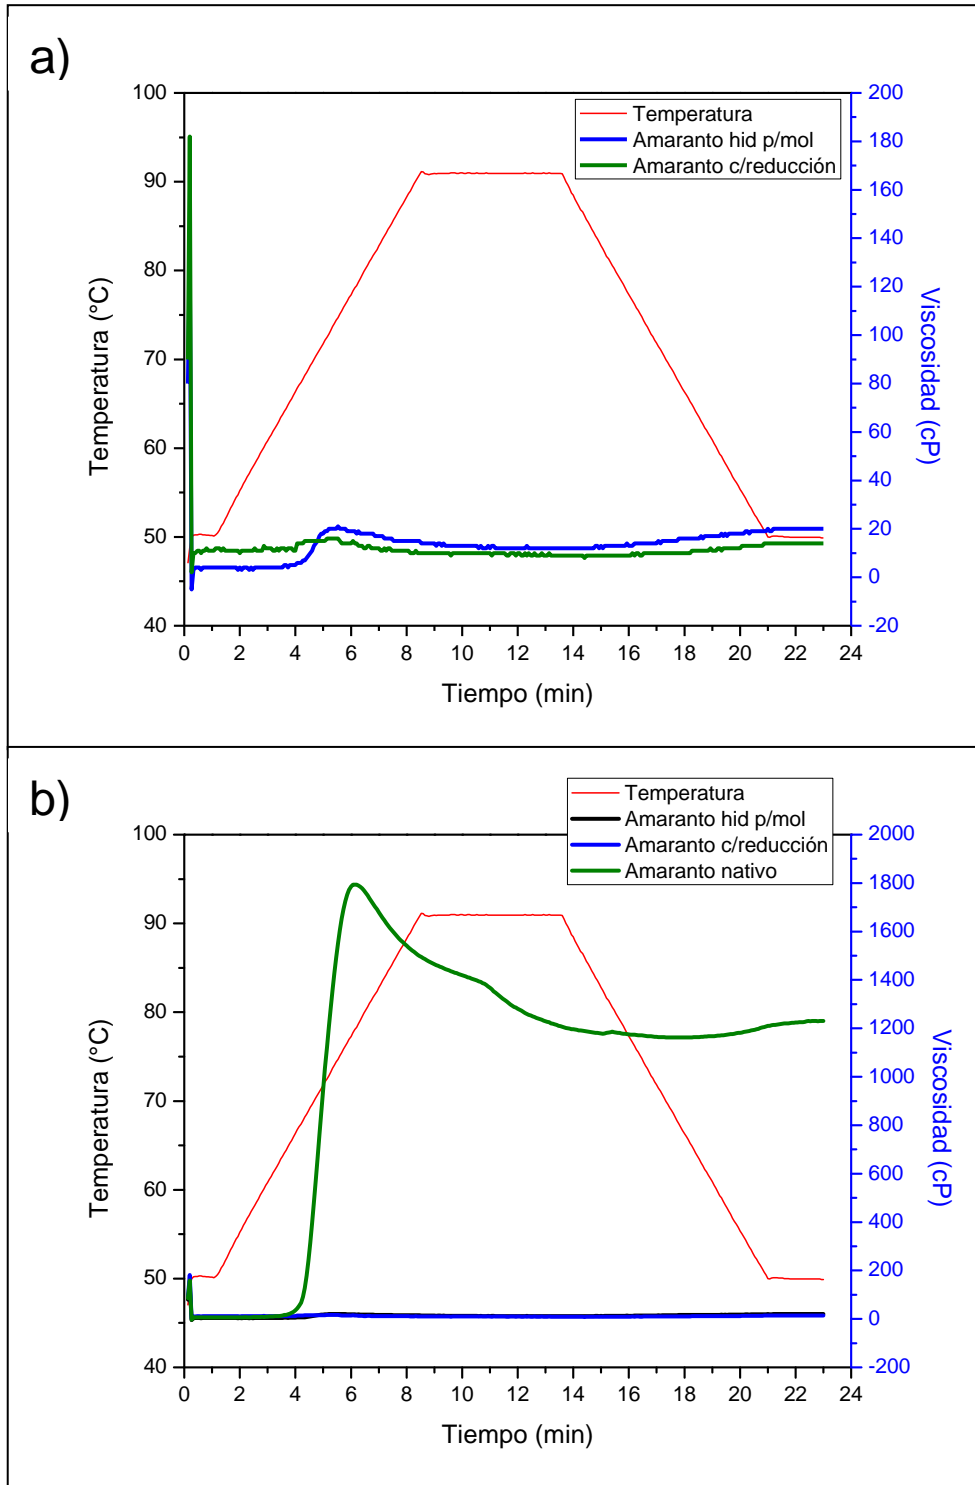 a)
100
90
80
70
60
50
40
Temperatura (°C)
Temperatura
Amaranto hid p/mol
Amaranto c/reducción
200
180
160
140
120
100
80
60
40
20
0
-20
Viscosidad (cP)
0 2 4 6 8 10 12 14 16 18 20 22 24
Tiempo (min)
b)
100
90
80
70
60
50
40
Temperatura (°C)
Temperatura
Amaranto hid p/mol
Amaranto c/reducción
Amaranto nativo
2000
1800
1600
1400
1200
1000
800
600
400
200
0
-200
Viscosidad (cP)
0 2 4 6 8 10 12 14 16 18 20 22 24
Tiempo (min)